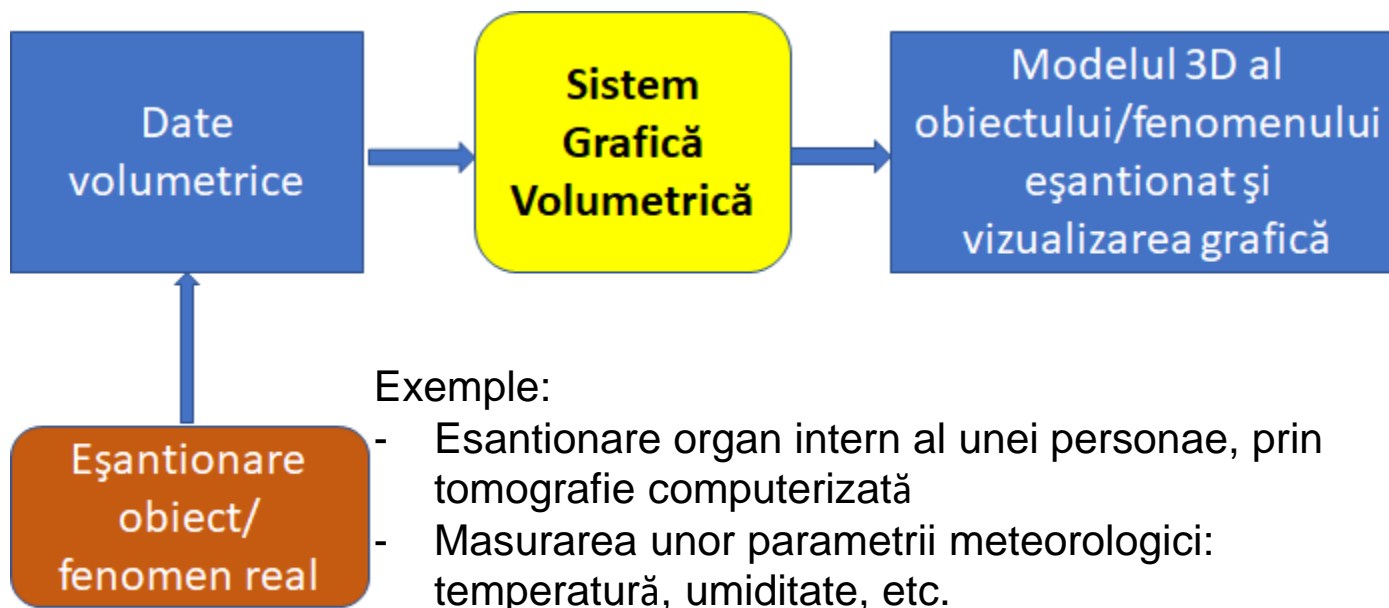 Date
volumetrice
Sistem
Grafică
Volumetrică
Modelul 3D al
obiectului/fenomenului
eşantionat şi
vizualizarea grafică
Eşantionare
obiect/
fenomen real
Exemple:
- Esantionare organ intern al unei personae, prin
tomografie computerizată
- Masurarea unor parametrii meteorologici:
temperatură, umiditate, etc.